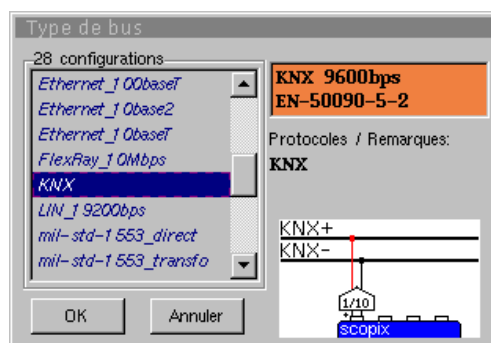 Type de bus
28 configurations
Ethernet_100baseT
Ethernet_10base2
Ethernet_10baseT
FlexRay_10Mbps
KNX
LIN_19200bps
mil-std-1553_direct
mil-std-1553_transfo
OK
Annuler
KNX 9600bps
EN-50090-5-2
Protocoles / Remarques:
KNX
KNX+
KNX-
1/10
+
scopix